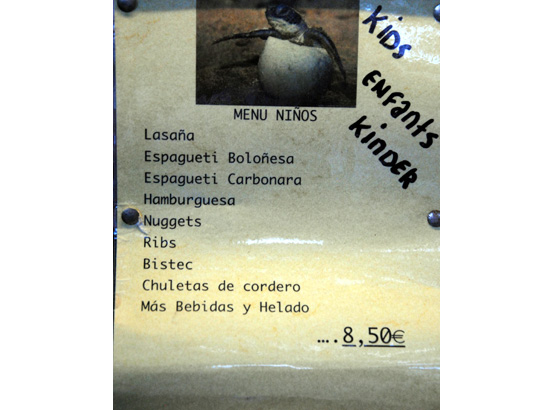 KiDS
ENFants
KinDER
MENU NIÑOS
Lasaña
Espagueti Boloñesa
Espagueti Carbonara
Hamburguesa
Nuggets
Ribs
Bistec
Chuletas de cordero
Más Bebidas y Helado
....8,50€